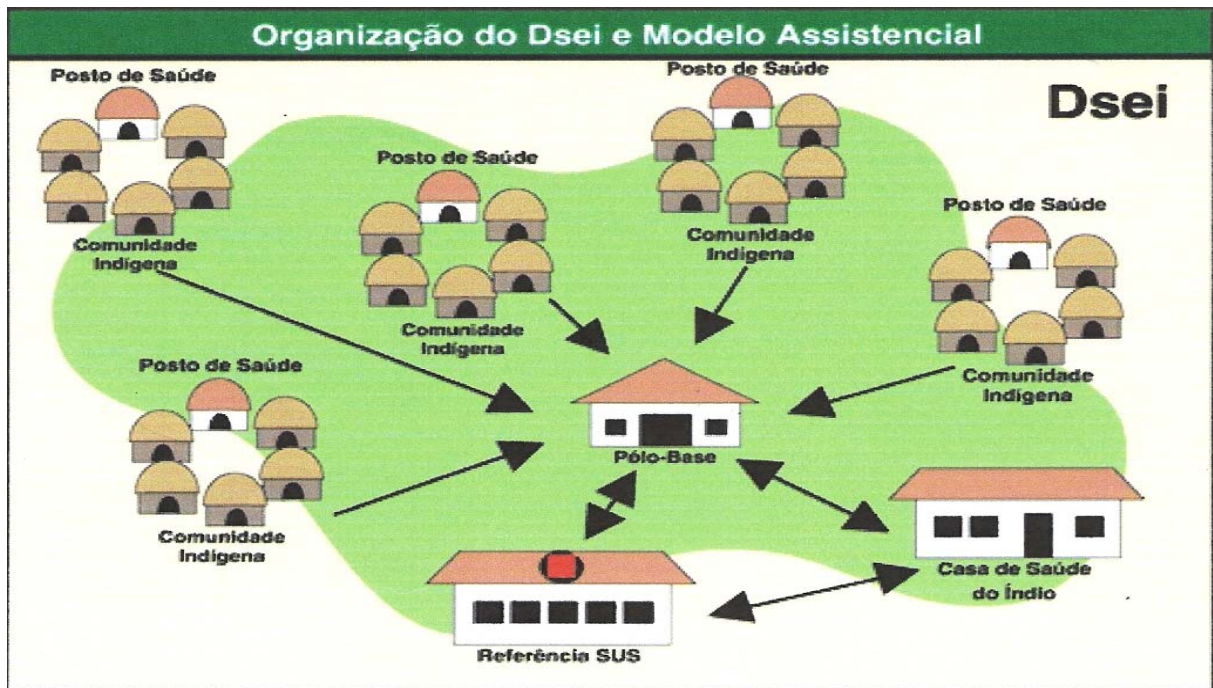 Organização do Dsei e Modelo Assistencial
Dsei
Posto de Saúde
Comunidade
Indígena
Posto de Saúde
Comunidade
Indígena
Posto de Saúde
Comunidade
Indígena
Posto de Saúde
Comunidade
Indígena
Posto de Saúde
Comunidade
Indígena
Pólo-Base
Casa de Saúde
do Índio
Referência SUS